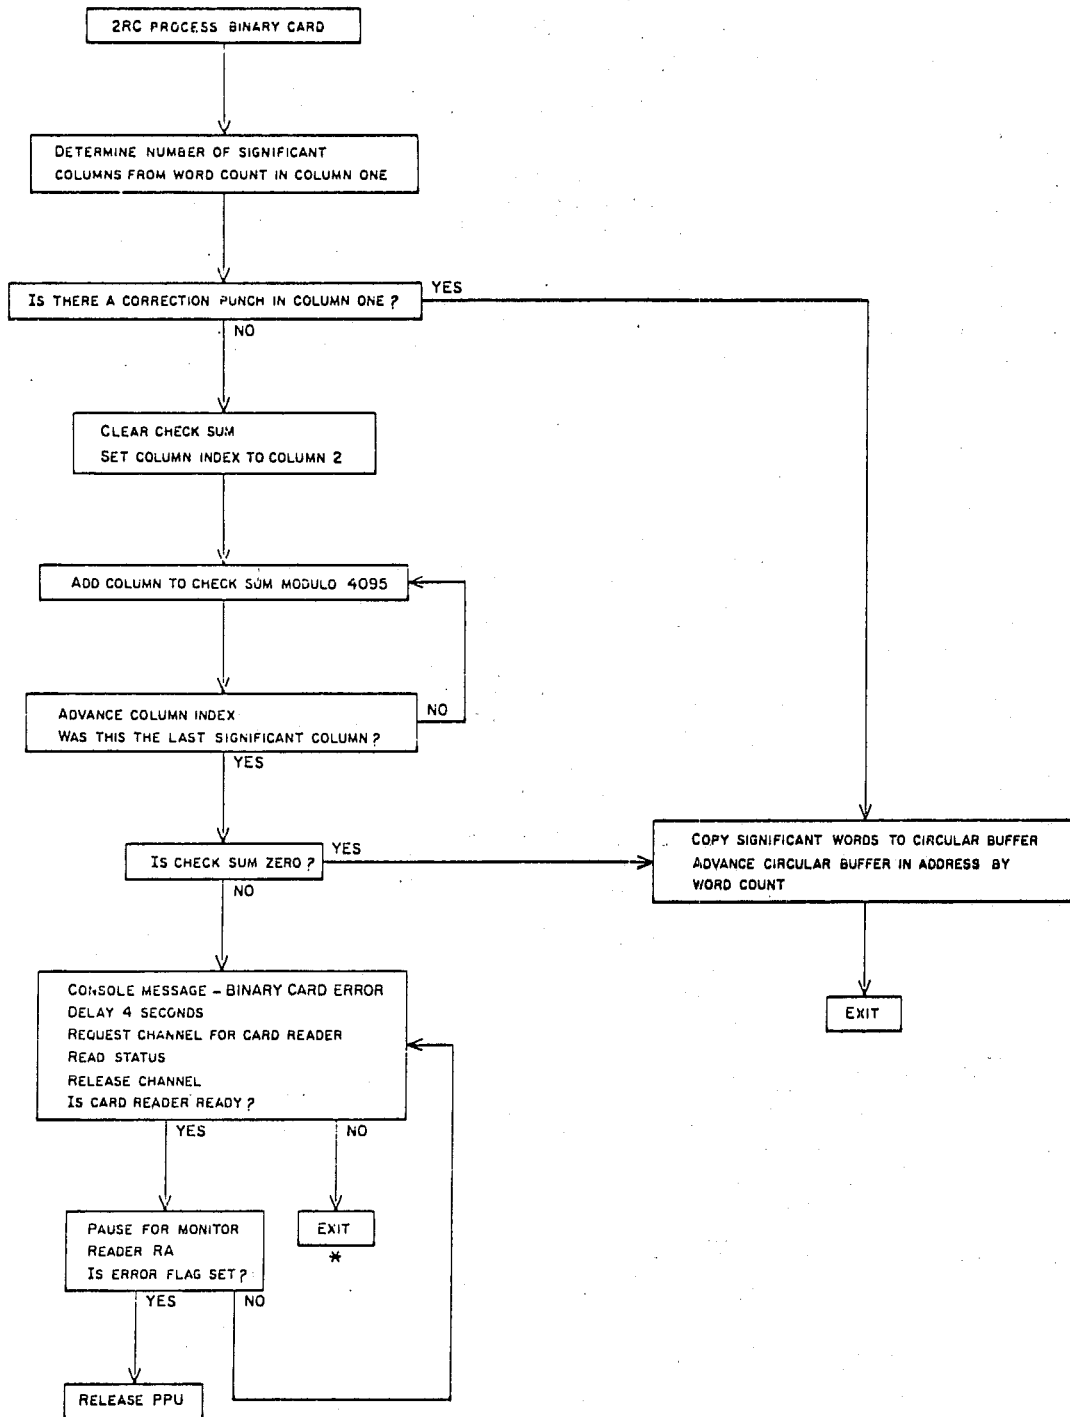 2RC PROCESS BINARY CARD
DETERMINE NUMBER OF SIGNIFICANT
COLUMNS FROM WORD COUNT IN COLUMN ONE
IS THERE A CORRECTION PUNCH IN COLUMN ONE?
YES
NO
CLEAR CHECK SUM
SET COLUMN INDEX TO COLUMN 2
ADD COLUMN TO CHECK SUM MODULO 4095
ADVANCE COLUMN INDEX
WAS THIS THE LAST SIGNIFICANT COLUMN?
NO
YES
IS CHECK SUM ZERO?
YES
NO
COPY SIGNIFICANT WORDS TO CIRCULAR BUFFER
ADVANCE CIRCULAR BUFFER IN ADDRESS BY
WORD COUNT
EXIT
CONSOLE MESSAGE – BINARY CARD ERROR
DELAY 4 SECONDS
REQUEST CHANNEL FOR CARD READER
READ STATUS
RELEASE CHANNEL
IS CARD READER READY?
YES
NO
PAUSE FOR MONITOR
READER RA
IS ERROR FLAG SET?
EXIT
*
YES
NO
RELEASE PPU